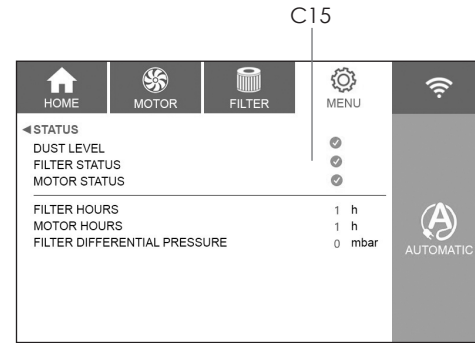 C15
HOME MOTOR FILTER MENU
◄STATUS
DUST LEVEL
FILTER STATUS
MOTOR STATUS
FILTER HOURS 1 h
MOTOR HOURS 1 h
FILTER DIFFERENTIAL PRESSURE 0 mbar
A
AUTOMATIC